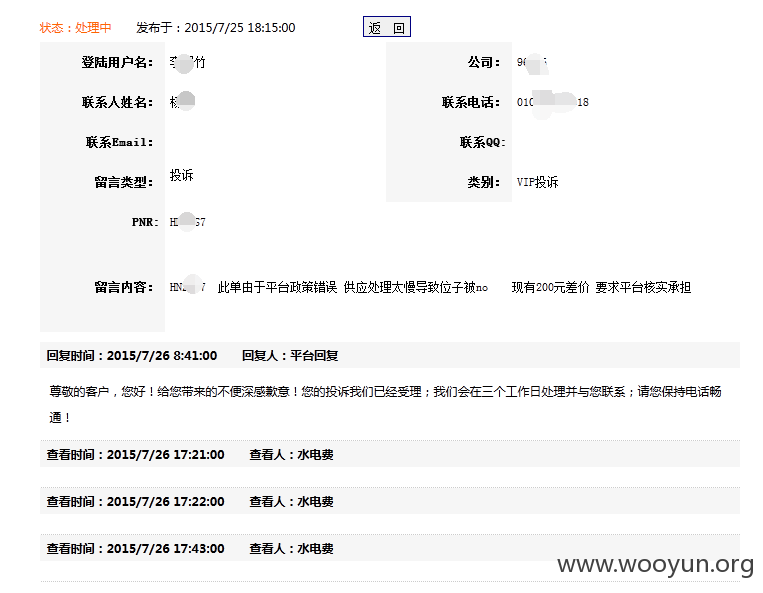 状态：处理中 发布于：2015/7/25 18:15:00 返 回
登陆用户名： 竹 公司：
联系人姓名： 联系电话： 010 18
联系Email： 联系QQ：
留言类型： 投诉 类别： VIP投诉
PNR：
留言内容： 此单由于平台政策错误 供应处理太慢导致位子被no 现有200元差价 要求平台核实承担
回复时间：2015/7/26 8:41:00 回复人：平台回复
尊敬的客户，您好！给您带来的不便深感歉意！您的投诉我们已经受理；我们会在三个工作日处理并与您联系；请您保持电话畅
通！
查看时间：2015/7/26 17:21:00 查看人：水电费
查看时间：2015/7/26 17:22:00 查看人：水电费
查看时间：2015/7/26 17:43:00 查看人：水电费
www.wooyun.org